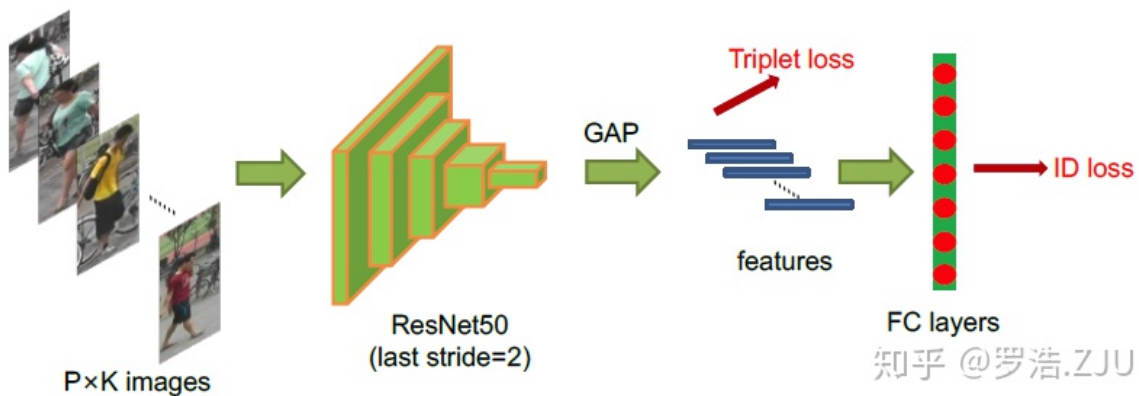 Triplet loss
GAP
ID loss
features
ResNet50
(last stride=2)
FC layers
P×K images
知乎 @罗浩.ZJU